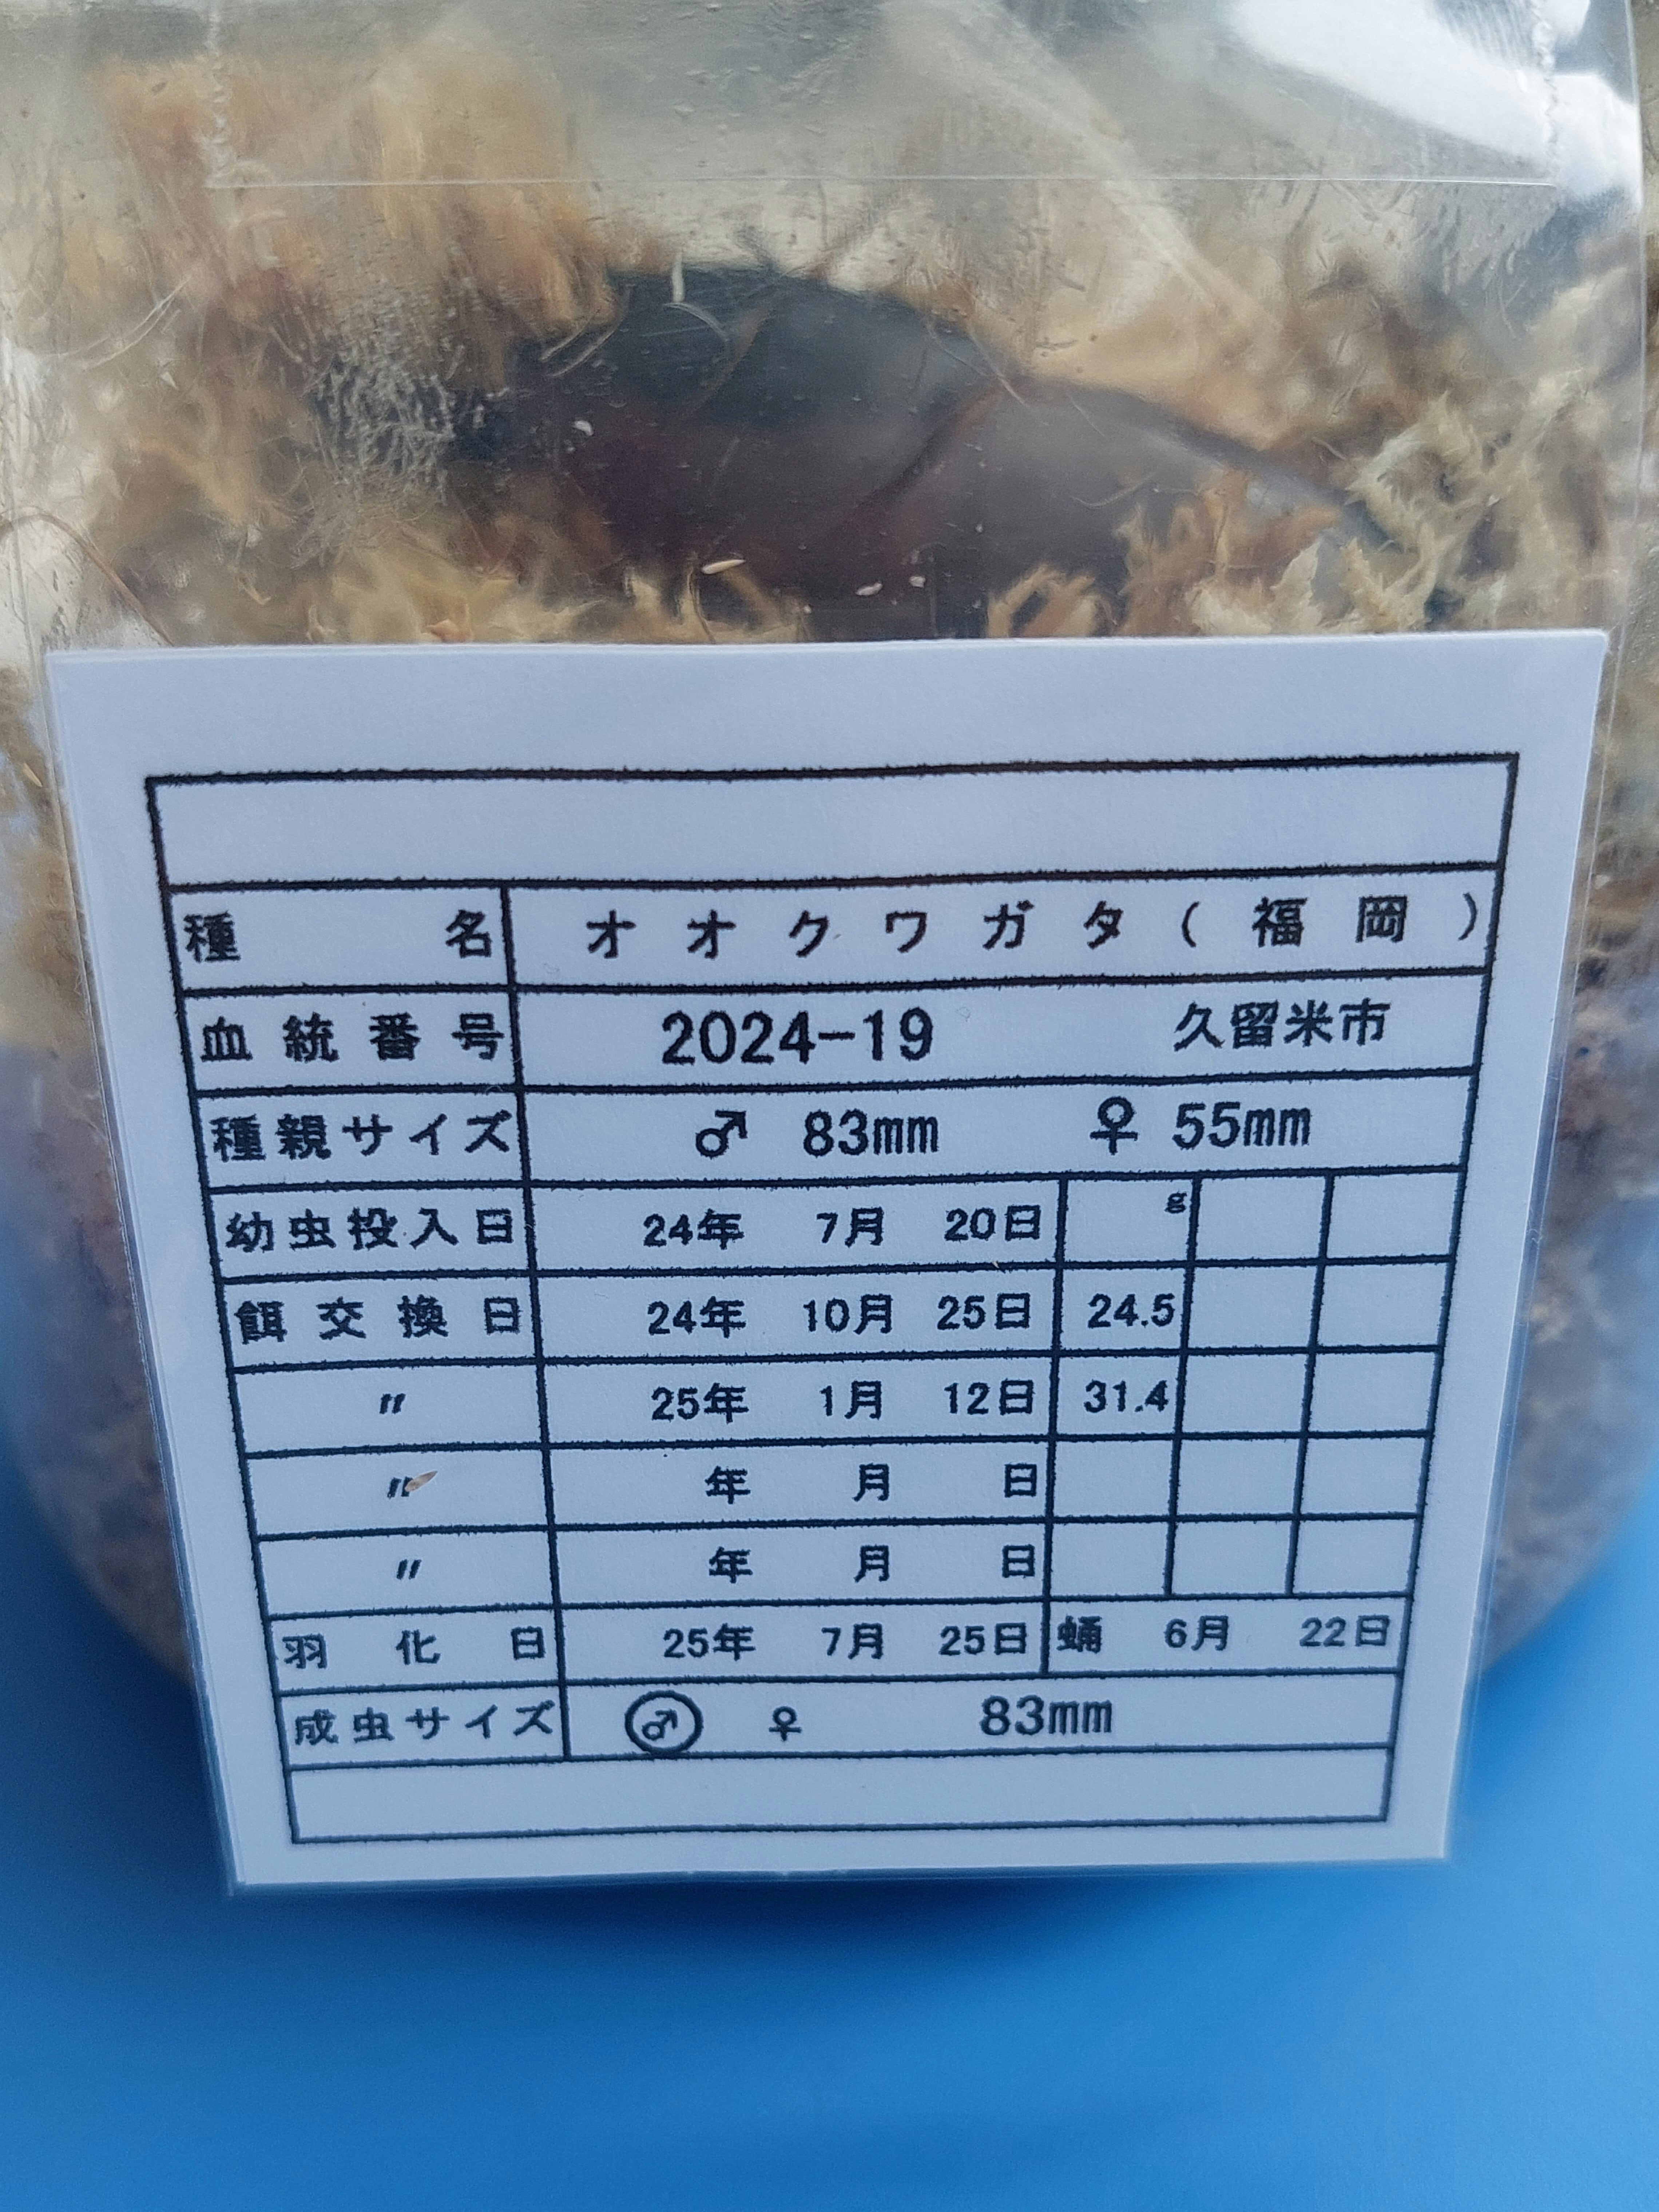 種名 オオクワガタ(福岡)
血統番号 2024-19 久留米市
種親サイズ ♂ 83mm ♀ 55mm
幼虫投入日 24年 7月 20日 g
餌交換日 24年 10月 25日 24.5
〃 25年 1月 12日 31.4
〃 年 月 日
〃 年 月 日
羽化日 25年 7月 25日 蛹 6月 22日
成虫サイズ ♂ ♀ 83mm